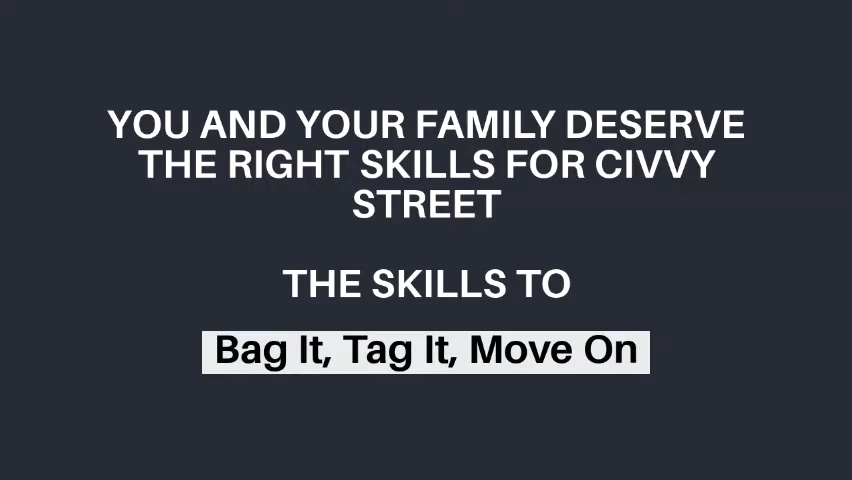 YOU AND YOUR FAMILY DESERVE
THE RIGHT SKILLS FOR CIVVY
STREET
THE SKILLS TO
Bag It, Tag It, Move On